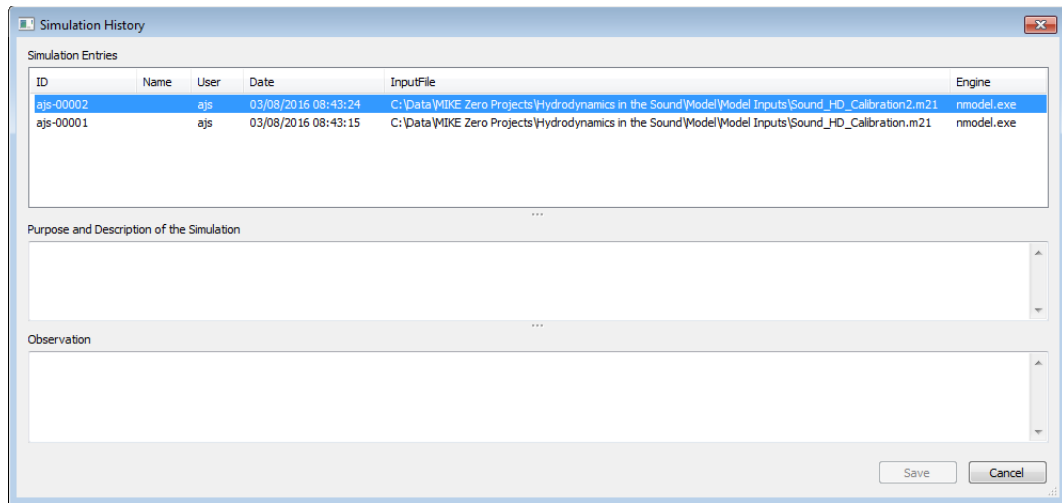 Simulation History
Simulation Entries
ID Name User Date InputFile Engine
ajs-00002 ajs 03/08/2016 08:43:24 C:\Data\MIKE Zero Projects\Hydrodynamics in the Sound\Model\Model Inputs\Sound_HD_Calibration2.m21 nmodel.exe
ajs-00001 ajs 03/08/2016 08:43:15 C:\Data\MIKE Zero Projects\Hydrodynamics in the Sound\Model\Model Inputs\Sound_HD_Calibration.m21 nmodel.exe
Purpose and Description of the Simulation
Observation
Save Cancel